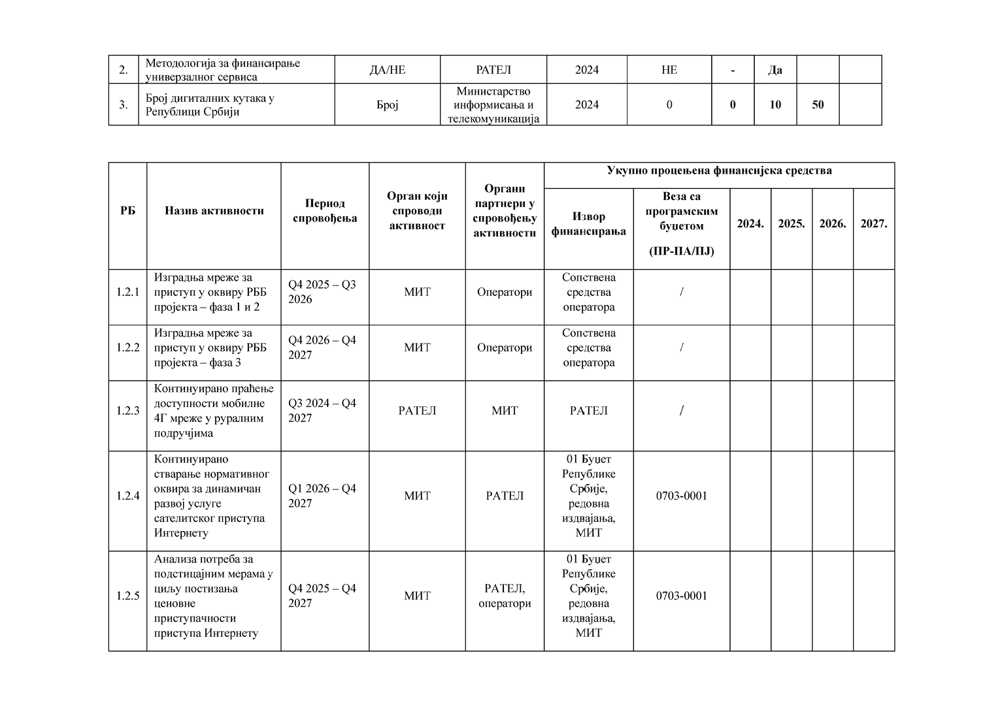 2.
Методологија за финансирање
универзалног сервиса
ДА/НЕ
РАТЕЛ
2024
НЕ
-
Да
3.
Број дигиталних кутака у
Републици Србији
Број
Министарство
информисања и
телекомуникација
2024
0
0
10
50
РБ
Назив активности
Период
спровођења
Орган који
спроводи
активност
Органи
партнери у
спровођењу
активности
Укупно процењена финансијска средства
Извор
финансирања
Веза са
програмским
буџетом
(ПР-ПА/ПЈ)
2024.
2025.
2026.
2027.
1.2.1
Изградња мреже за
приступ у оквиру РББ
пројекта – фаза 1 и 2
Q4 2025 – Q3
2026
МИТ
Оператори
Сопствена
средства
оператора
/
1.2.2
Изградња мреже за
приступ у оквиру РББ
пројекта – фаза 3
Q4 2026 – Q4
2027
МИТ
Оператори
Сопствена
средства
оператора
/
1.2.3
Континуирано праћење
доступности мобилне
4Г мреже у руралним
подручјима
Q3 2024 – Q4
2027
РАТЕЛ
МИТ
РАТЕЛ
/
1.2.4
Континуирано
стварање нормативног
оквира за динамичан
развој услуге
сателитског приступа
Интернету
Q1 2026 – Q4
2027
МИТ
РАТЕЛ
01 Буџет
Републике
Србије,
редовна
издвајања,
МИТ
0703-0001
1.2.5
Анализа потреба за
подстицајним мерама у
циљу постизања
ценовне
приступачности
приступа Интернету
Q4 2025 – Q4
2027
МИТ
РАТЕЛ,
оператори
01 Буџет
Републике
Србије,
редовна
издвајања,
МИТ
0703-0001